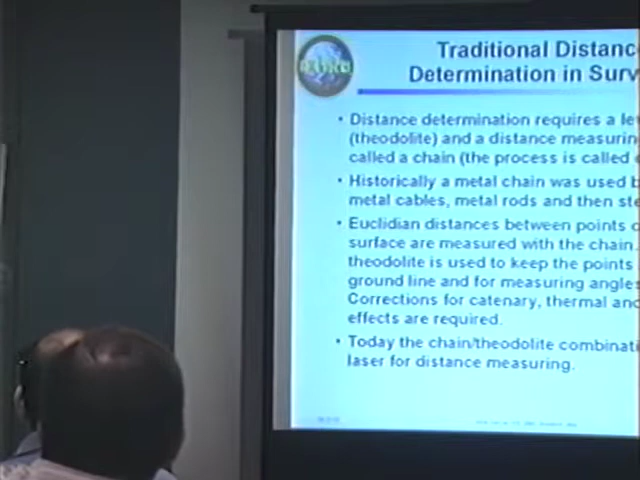 Traditional Distanc
Determination in Surv
• Distance determination requires a le
(theodolite) and a distance measurin
called a chain (the process is called
• Historically a metal chain was used b
metal cables, metal rods and then ste
• Euclidian distances between points o
surface are measured with the chain.
theodolite is used to keep the points
ground line and for measuring angles
Corrections for catenary, thermal and
effects are required.
• Today the chain/theodolite combinati
laser for distance measuring.